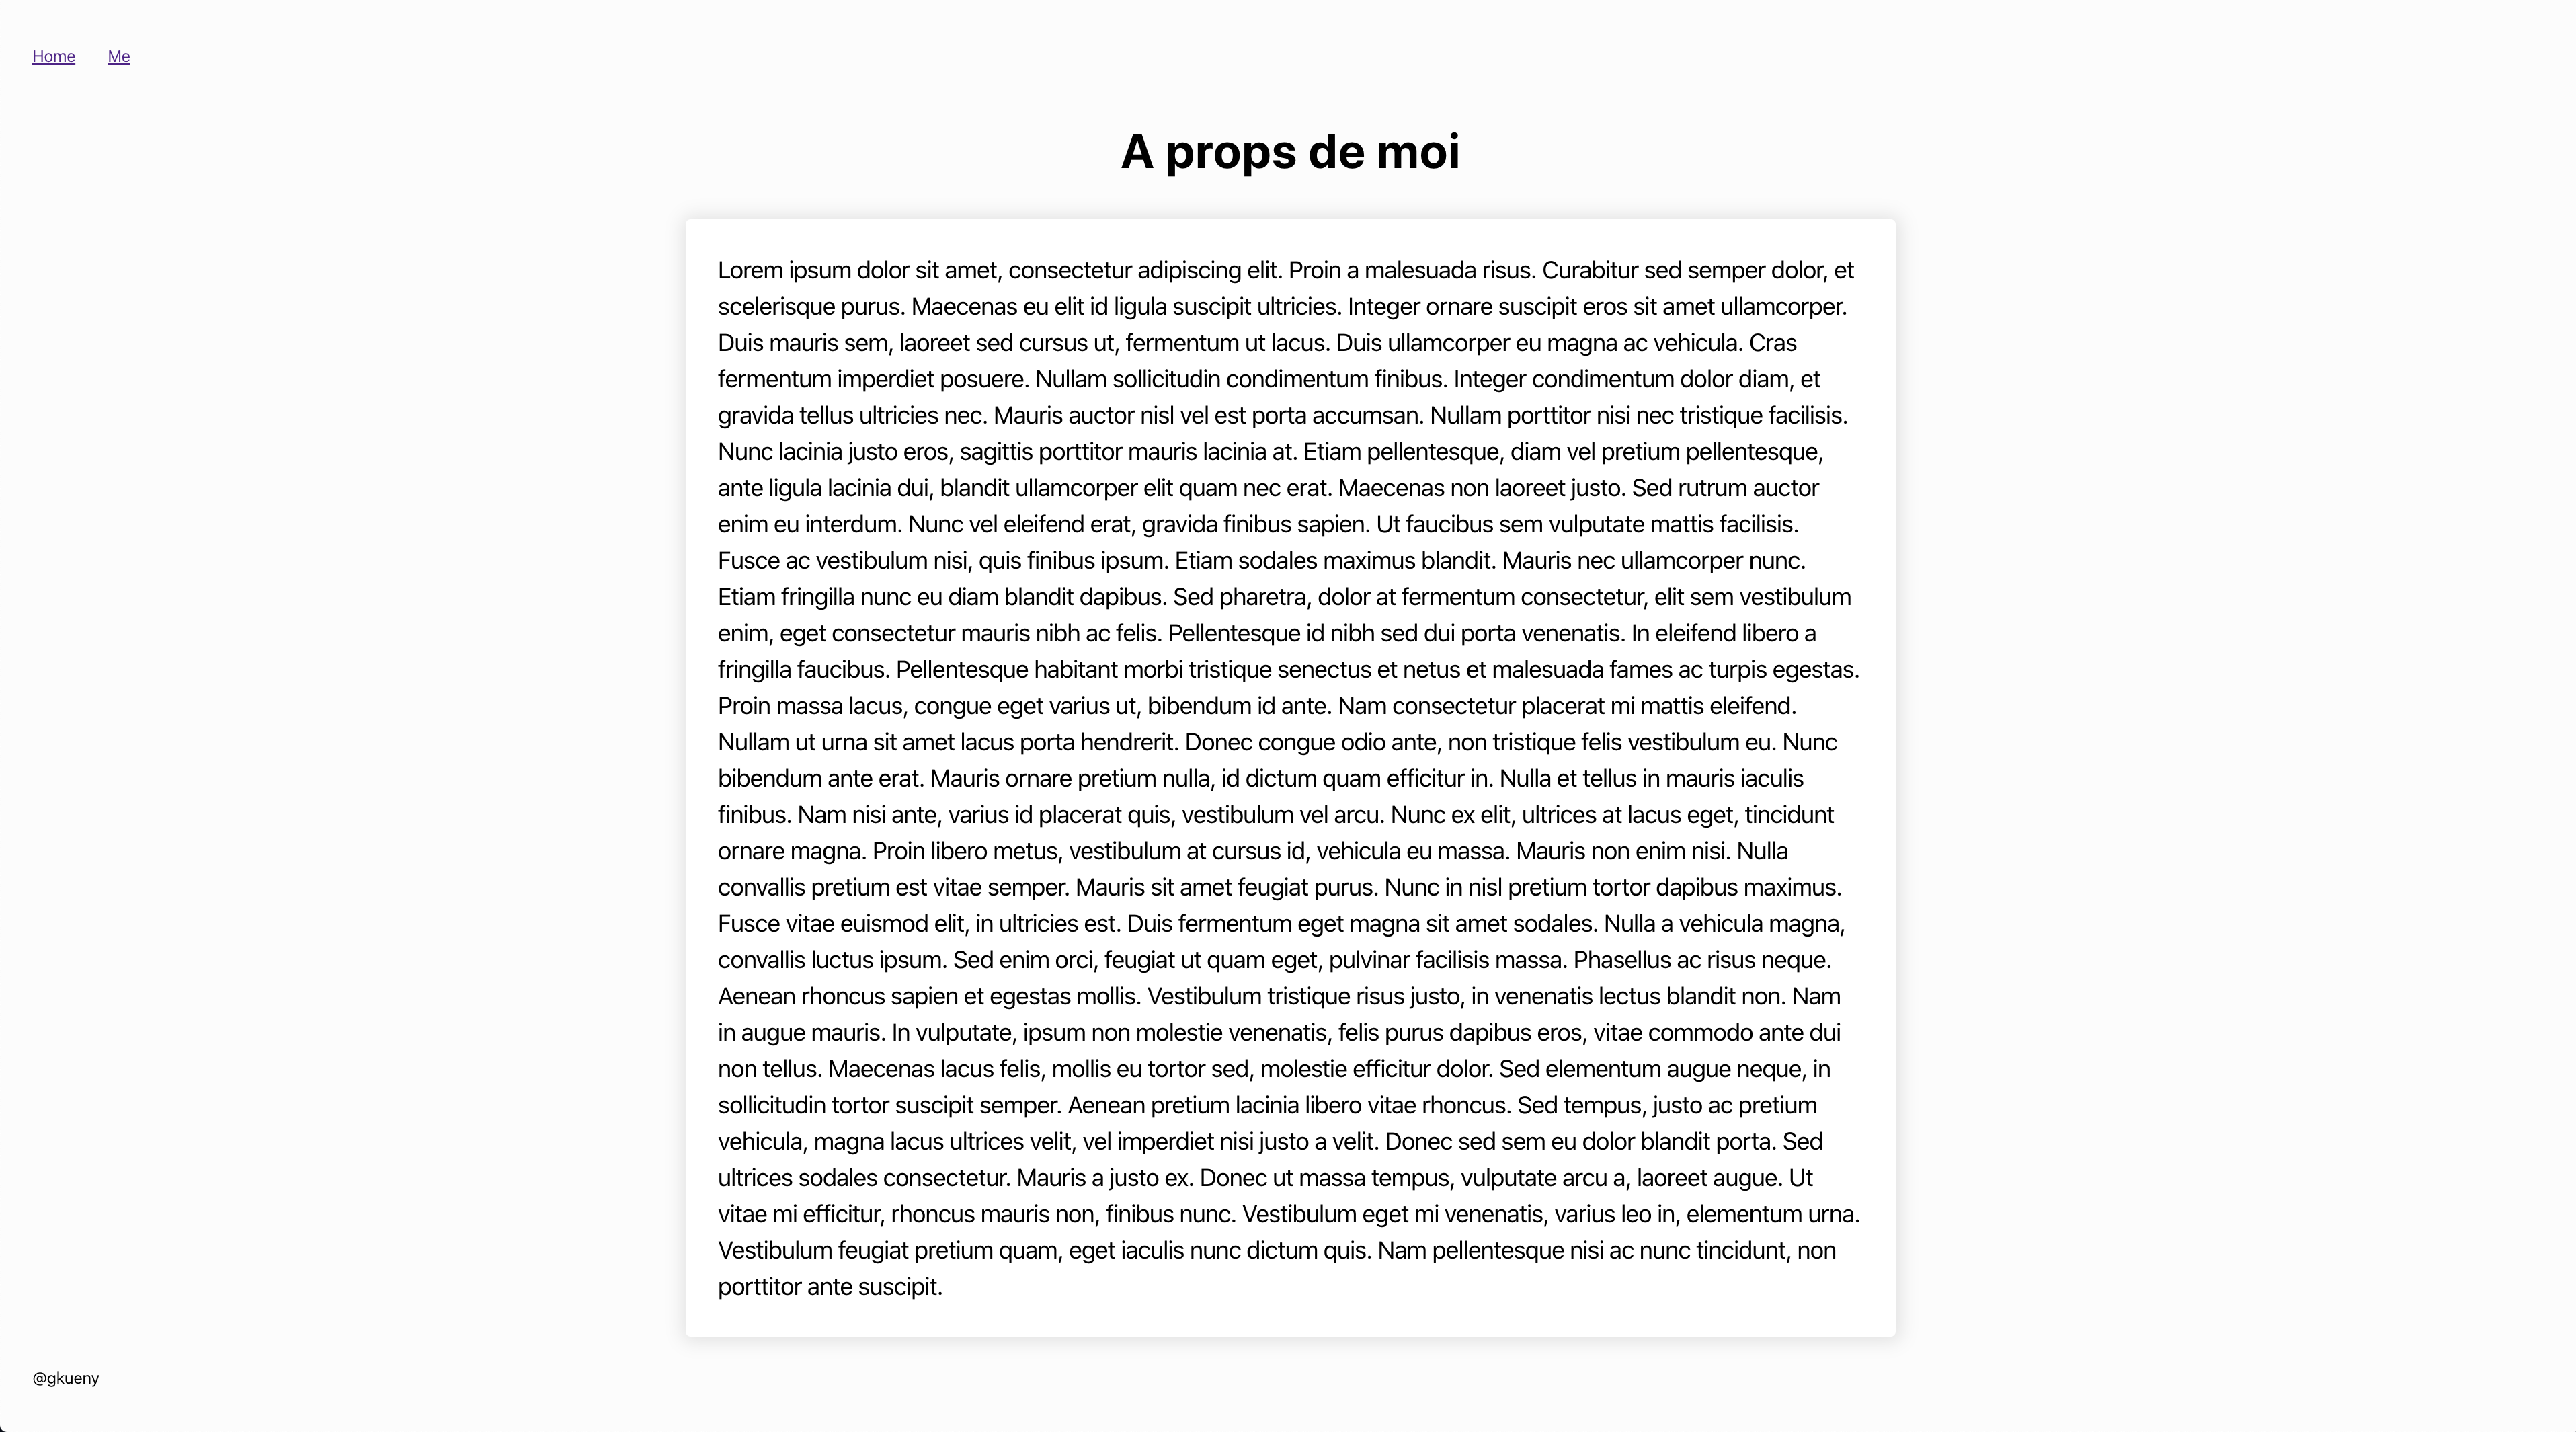 Home Me
A props de moi
Lorem ipsum dolor sit amet, consectetur adipiscing elit. Proin a malesuada risus. Curabitur sed semper dolor, et
scelerisque purus. Maecenas eu elit id ligula suscipit ultricies. Integer ornare suscipit eros sit amet ullamcorper.
Duis mauris sem, laoreet sed cursus ut, fermentum ut lacus. Duis ullamcorper eu magna ac vehicula. Cras
fermentum imperdiet posuere. Nullam sollicitudin condimentum finibus. Integer condimentum dolor diam, et
gravida tellus ultricies nec. Mauris auctor nisl vel est porta accumsan. Nullam porttitor nisi nec tristique facilisis.
Nunc lacinia justo eros, sagittis porttitor mauris lacinia at. Etiam pellentesque, diam vel pretium pellentesque,
ante ligula lacinia dui, blandit ullamcorper elit quam nec erat. Maecenas non laoreet justo. Sed rutrum auctor
enim eu interdum. Nunc vel eleifend erat, gravida finibus sapien. Ut faucibus sem vulputate mattis facilisis.
Fusce ac vestibulum nisi, quis finibus ipsum. Etiam sodales maximus blandit. Mauris nec ullamcorper nunc.
Etiam fringilla nunc eu diam blandit dapibus. Sed pharetra, dolor at fermentum consectetur, elit sem vestibulum
enim, eget consectetur mauris nibh ac felis. Pellentesque id nibh sed dui porta venenatis. In eleifend libero a
fringilla faucibus. Pellentesque habitant morbi tristique senectus et netus et malesuada fames ac turpis egestas.
Proin massa lacus, congue eget varius ut, bibendum id ante. Nam consectetur placerat mi mattis eleifend.
Nullam ut urna sit amet lacus porta hendrerit. Donec congue odio ante, non tristique felis vestibulum eu. Nunc
bibendum ante erat. Mauris ornare pretium nulla, id dictum quam efficitur in. Nulla et tellus in mauris iaculis
finibus. Nam nisi ante, varius id placerat quis, vestibulum vel arcu. Nunc ex elit, ultrices at lacus eget, tincidunt
ornare magna. Proin libero metus, vestibulum at cursus id, vehicula eu massa. Mauris non enim nisi. Nulla
convallis pretium est vitae semper. Mauris sit amet feugiat purus. Nunc in nisl pretium tortor dapibus maximus.
Fusce vitae euismod elit, in ultricies est. Duis fermentum eget magna sit amet sodales. Nulla a vehicula magna,
convallis luctus ipsum. Sed enim orci, feugiat ut quam eget, pulvinar facilisis massa. Phasellus ac risus neque.
Aenean rhoncus sapien et egestas mollis. Vestibulum tristique risus justo, in venenatis lectus blandit non. Nam
in augue mauris. In vulputate, ipsum non molestie venenatis, felis purus dapibus eros, vitae commodo ante dui
non tellus. Maecenas lacus felis, mollis eu tortor sed, molestie efficitur dolor. Sed elementum augue neque, in
sollicitudin tortor suscipit semper. Aenean pretium lacinia libero vitae rhoncus. Sed tempus, justo ac pretium
vehicula, magna lacus ultrices velit, vel imperdiet nisi justo a velit. Donec sed sem eu dolor blandit porta. Sed
ultrices sodales consectetur. Mauris a justo ex. Donec ut massa tempus, vulputate arcu a, laoreet augue. Ut
vitae mi efficitur, rhoncus mauris non, finibus nunc. Vestibulum eget mi venenatis, varius leo in, elementum urna.
Vestibulum feugiat pretium quam, eget iaculis nunc dictum quis. Nam pellentesque nisi ac nunc tincidunt, non
porttitor ante suscipit.
@gkueny